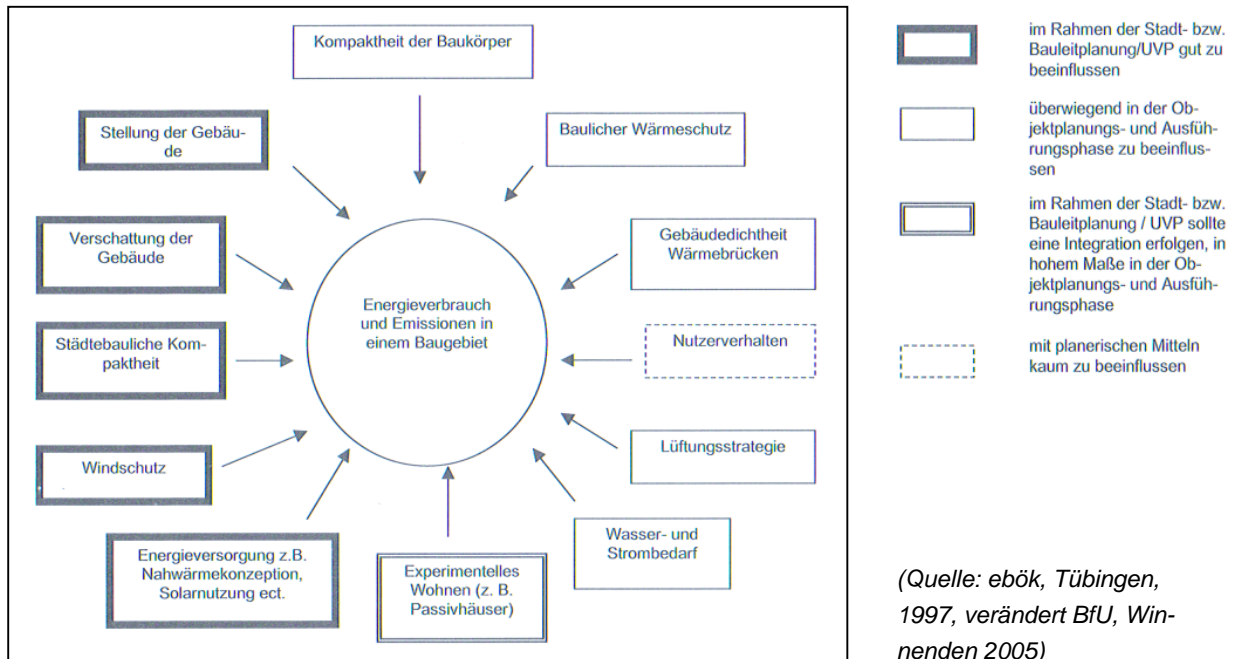 Kompaktheit der Baukörper
Stellung der Gebäu-
de
Baulicher Wärmeschutz
Verschattung der
Gebäude
Gebäudedichtheit
Wärmebrücken
Energieverbrauch
und Emissionen in
einem Baugebiet
Städtebauliche Kom-
paktheit
Nutzerverhalten
Windschutz
Lüftungsstrategie
Energieversorgung z.B.
Nahwärmekonzeption,
Solarnutzung ect.
Experimentelles
Wohnen (z. B.
Passivhäuser)
Wasser- und
Strombedarf
im Rahmen der Stadt- bzw.
Bauleitplanung/UVP gut zu
beeinflussen
überwiegend in der Ob-
jektplanungs- und Ausfüh-
rungsphase zu beeinflus-
sen
im Rahmen der Stadt- bzw.
Bauleitplanung / UVP sollte
eine Integration erfolgen, in
hohem Maße in der Ob-
jektplanungs- und Ausfüh-
rungsphase
mit planerischen Mitteln
kaum zu beeinflussen
(Quelle: ebök, Tübingen,
1997, verändert BfU, Win-
nenden 2005)